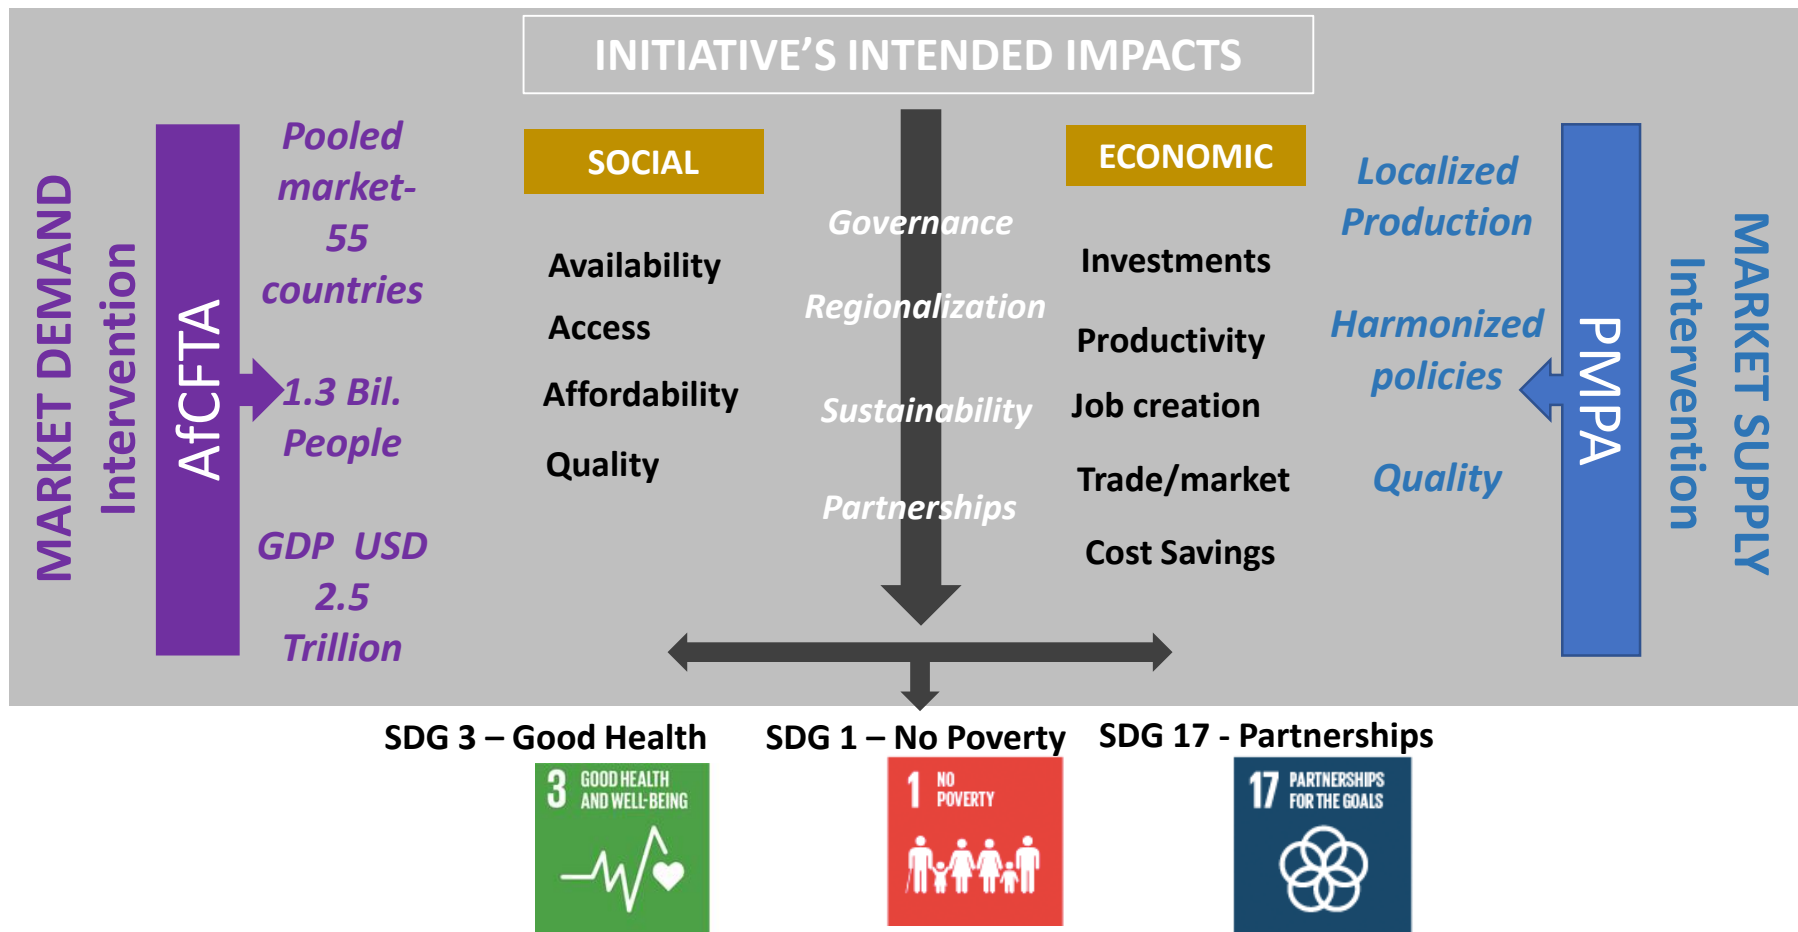 INITIATIVE’S INTENDED IMPACTS
MARKET DEMAND
Intervention
AfCFTA
Pooled
market-
55
countries
1.3 Bil.
People
GDP USD
2.5
Trillion
SOCIAL
Availability
Access
Affordability
Quality
Governance
Regionalization
Sustainability
Partnerships
ECONOMIC
Investments
Productivity
Job creation
Trade/market
Cost Savings
Localized
Production
Harmonized
policies
Quality
PMPA
Intervention
MARKET SUPPLY
SDG 3 – Good Health
SDG 1 – No Poverty
SDG 17 - Partnerships
3 GOOD HEALTH
AND WELL-BEING
1 NO
POVERTY
17 PARTNERSHIPS
FOR THE GOALS